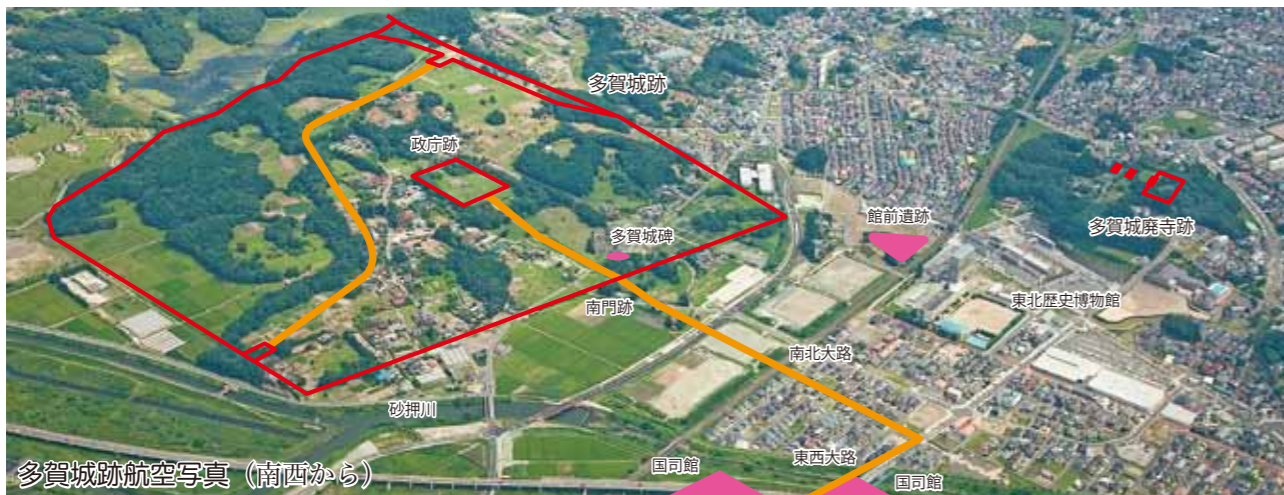 多賀城跡
政庁跡
多賀城碑
館前遺跡
多賀城廃寺跡
南門跡
東北歴史博物館
南北大路
砂押川
東西大路
国司館
国司館
多賀城跡航空写真（南西から）